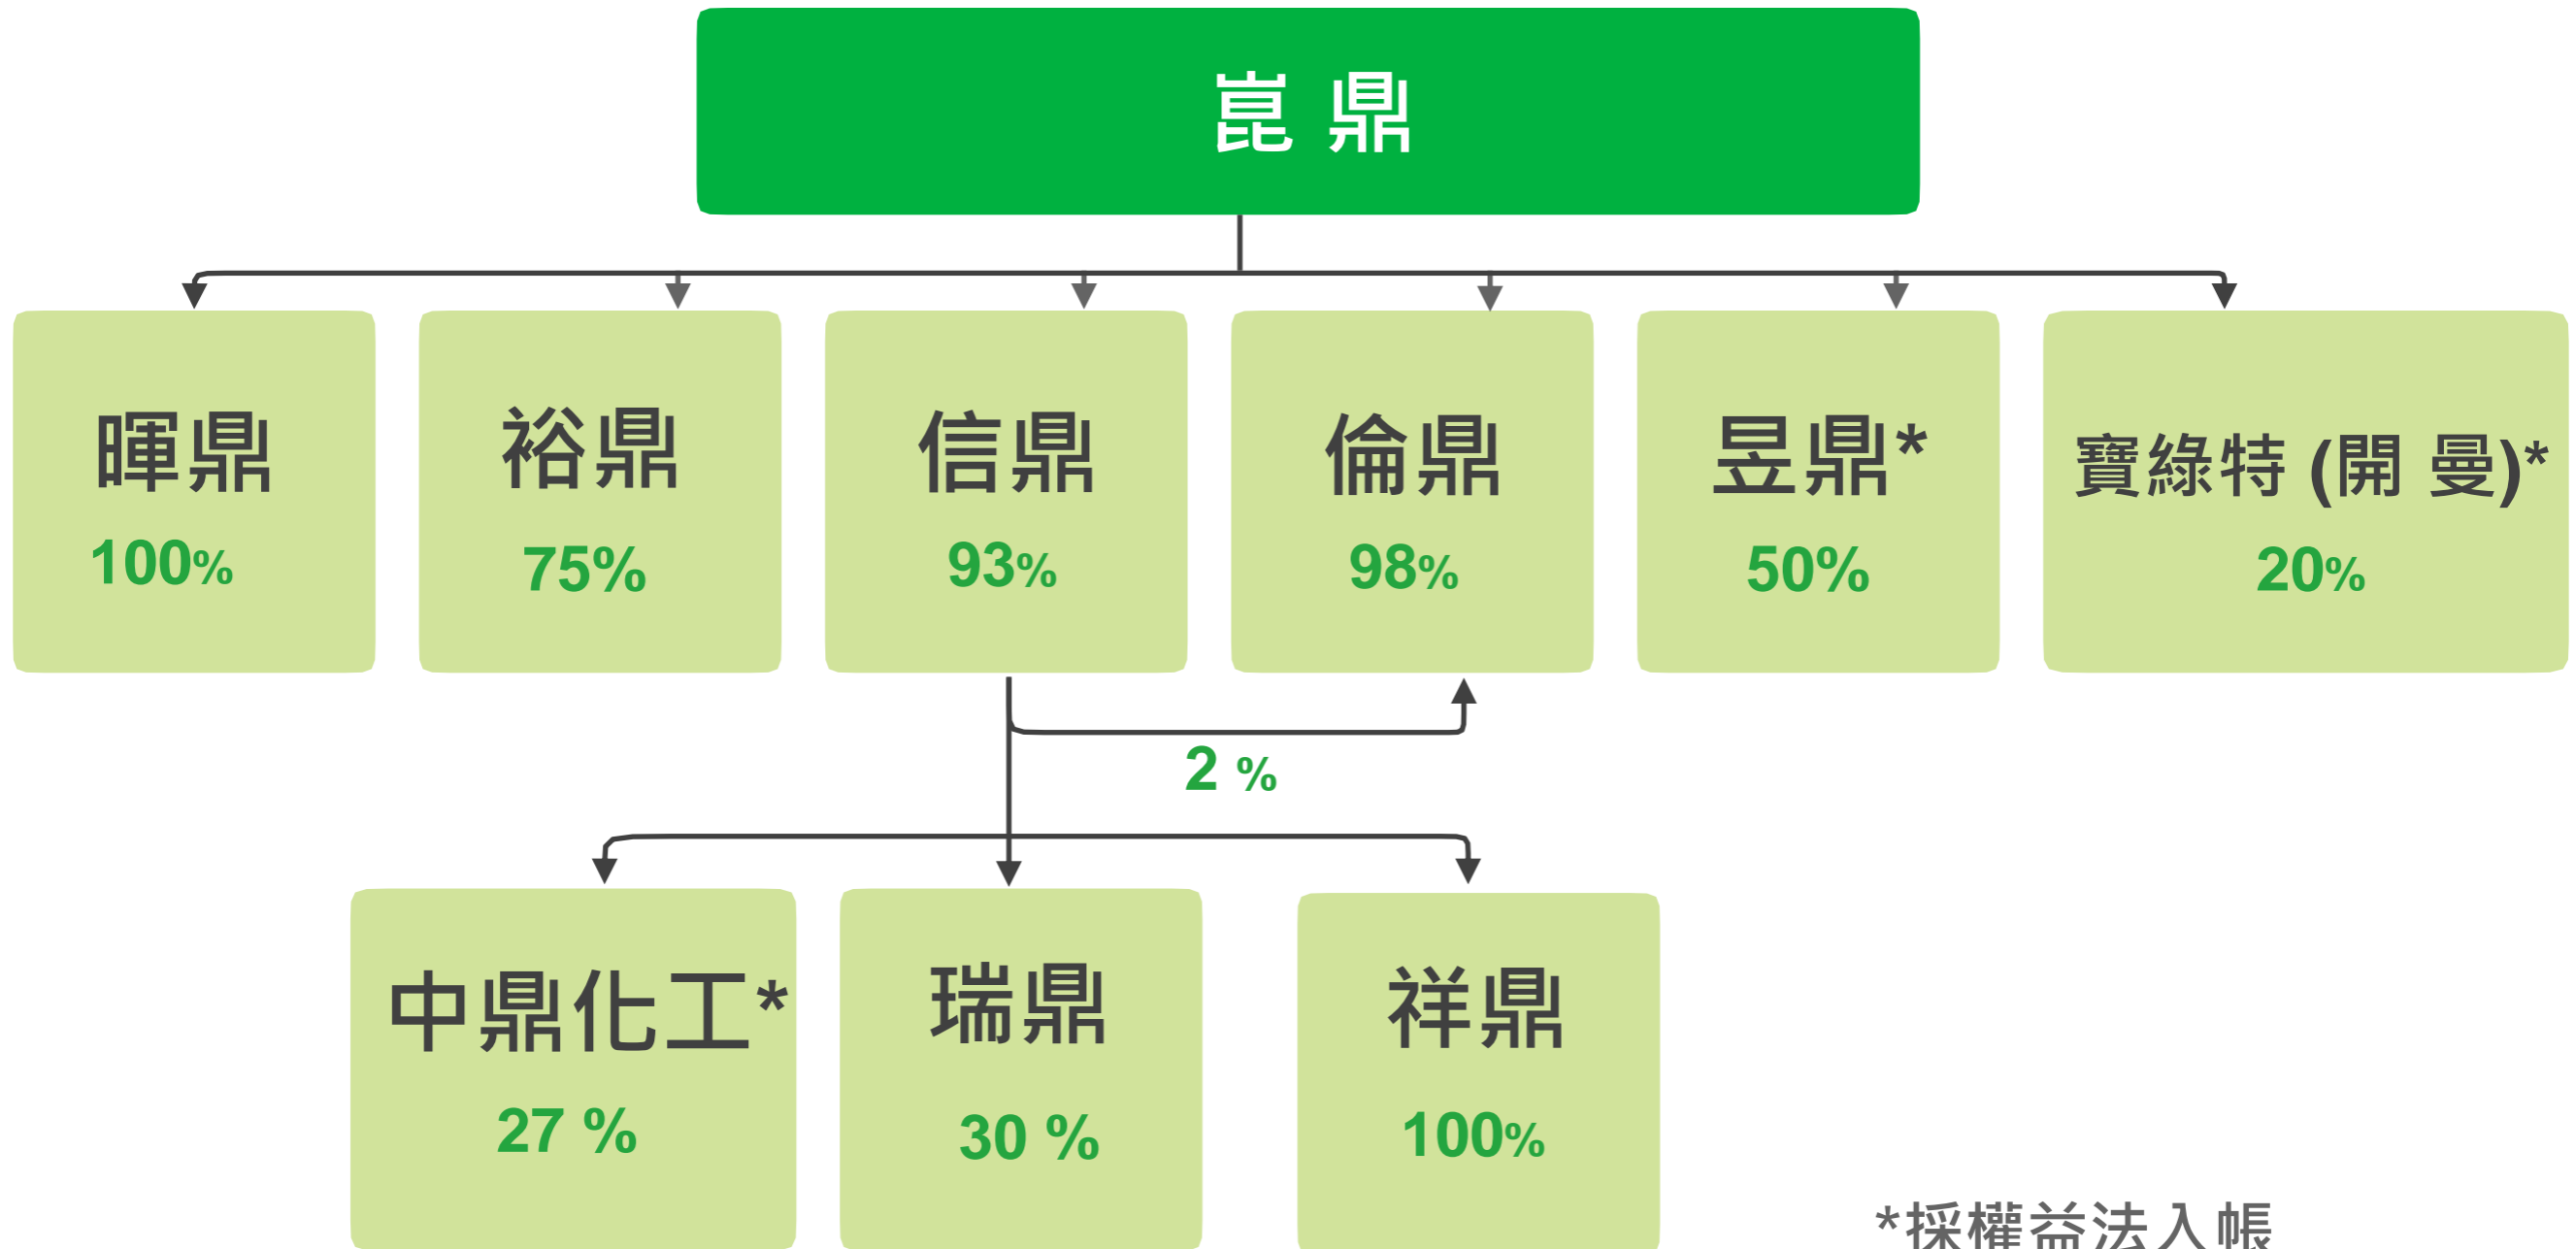 崑 鼎
暉鼎
100%
裕鼎
75%
信鼎
93%
倫鼎
98%
昱鼎*
50%
寶綠特 (開 曼)*
20%
2 %
中鼎化工*
27 %
瑞鼎
30 %
祥鼎
100%
*採權益法入帳